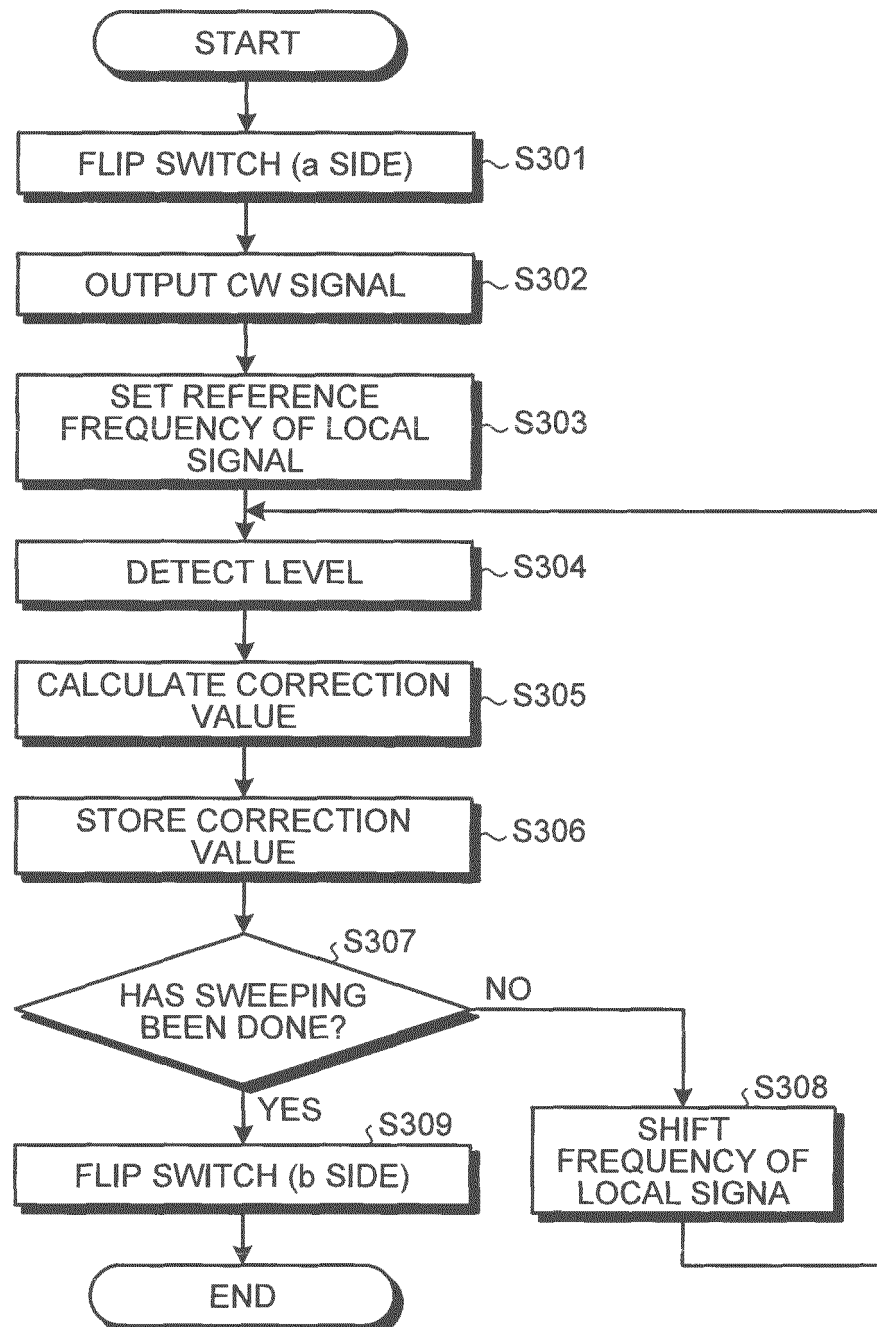 START
FLIP SWITCH (a SIDE)
S301
OUTPUT CW SIGNAL
S302
SET REFERENCE
FREQUENCY OF LOCAL
SIGNAL
S303
DETECT LEVEL
S304
CALCULATE CORRECTION
VALUE
S305
STORE CORRECTION
VALUE
S306
S307
HAS SWEEPING
BEEN DONE?
NO
YES
S308
SHIFT
FREQUENCY OF
LOCAL SIGNA
S309
FLIP SWITCH (b SIDE)
END